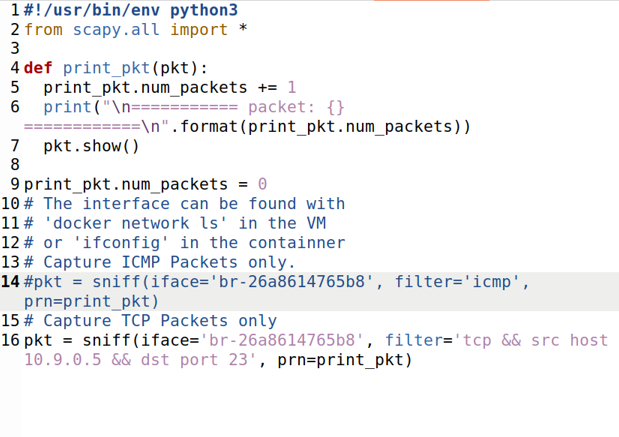 1 #!/usr/bin/env python3
2 from scapy.all import *
3
4 def print_pkt(pkt):
5   print_pkt.num_packets += 1
6   print("\n=========== packet: {}
============\n".format(print_pkt.num_packets))
7   pkt.show()
8
9 print_pkt.num_packets = 0
10 # The interface can be found with
11 # 'docker network ls' in the VM
12 # or 'ifconfig' in the containner
13 # Capture ICMP Packets only.
14 #pkt = sniff(iface='br-26a8614765b8', filter='icmp',
prn=print_pkt)
15 # Capture TCP Packets only
16 pkt = sniff(iface='br-26a8614765b8', filter='tcp && src host
10.9.0.5 && dst port 23', prn=print_pkt)